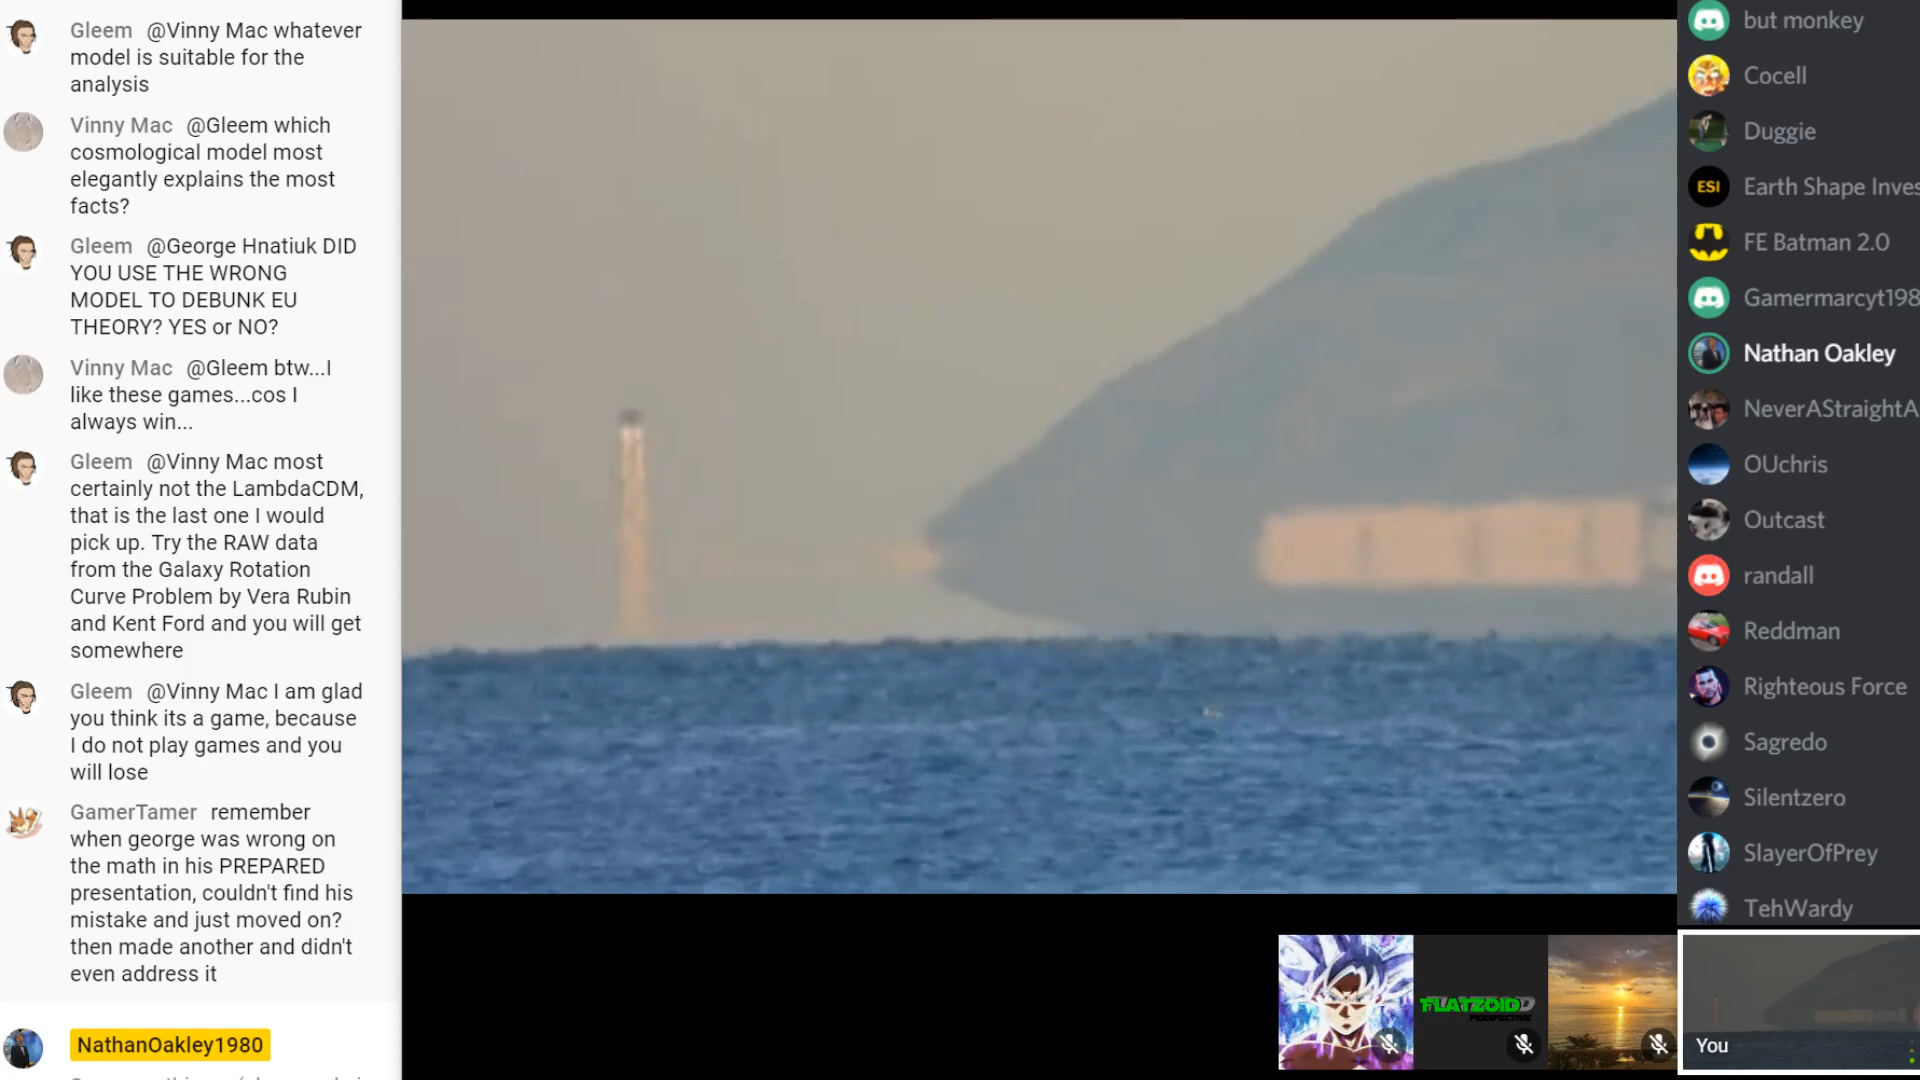 Gleem @Vinny Mac whatever
model is suitable for the
analysis
Vinny Mac @Gleem which
cosmological model most
elegantly explains the most
facts?
Gleem @George Hnatiuk DID
YOU USE THE WRONG
MODEL TO DEBUNK EU
THEORY? YES or NO?
Vinny Mac @Gleem btw...I
like these games...cos I
always win...
Gleem @Vinny Mac most
certainly not the LambdaCDM,
that is the last one I would
pick up. Try the RAW data
from the Galaxy Rotation
Curve Problem by Vera Rubin
and Kent Ford and you will get
somewhere
Gleem @Vinny Mac I am glad
you think its a game, because
I do not play games and you
will lose
GamerTamer remember
when george was wrong on
the math in his PREPARED
presentation, couldn't find his
mistake and just moved on?
then made another and didn't
even address it
NathanOakley1980
but monkey
Cocell
Duggie
ESI
Earth Shape Inves
FE Batman 2.0
Gamermarcyt198
Nathan Oakley
NeverAStraightA
OUchris
Outcast
randall
Reddman
Righteous Force
Sagredo
Silentzero
SlayerOfPrey
TehWardy
FLATZOID
PERSPECTIVE
You